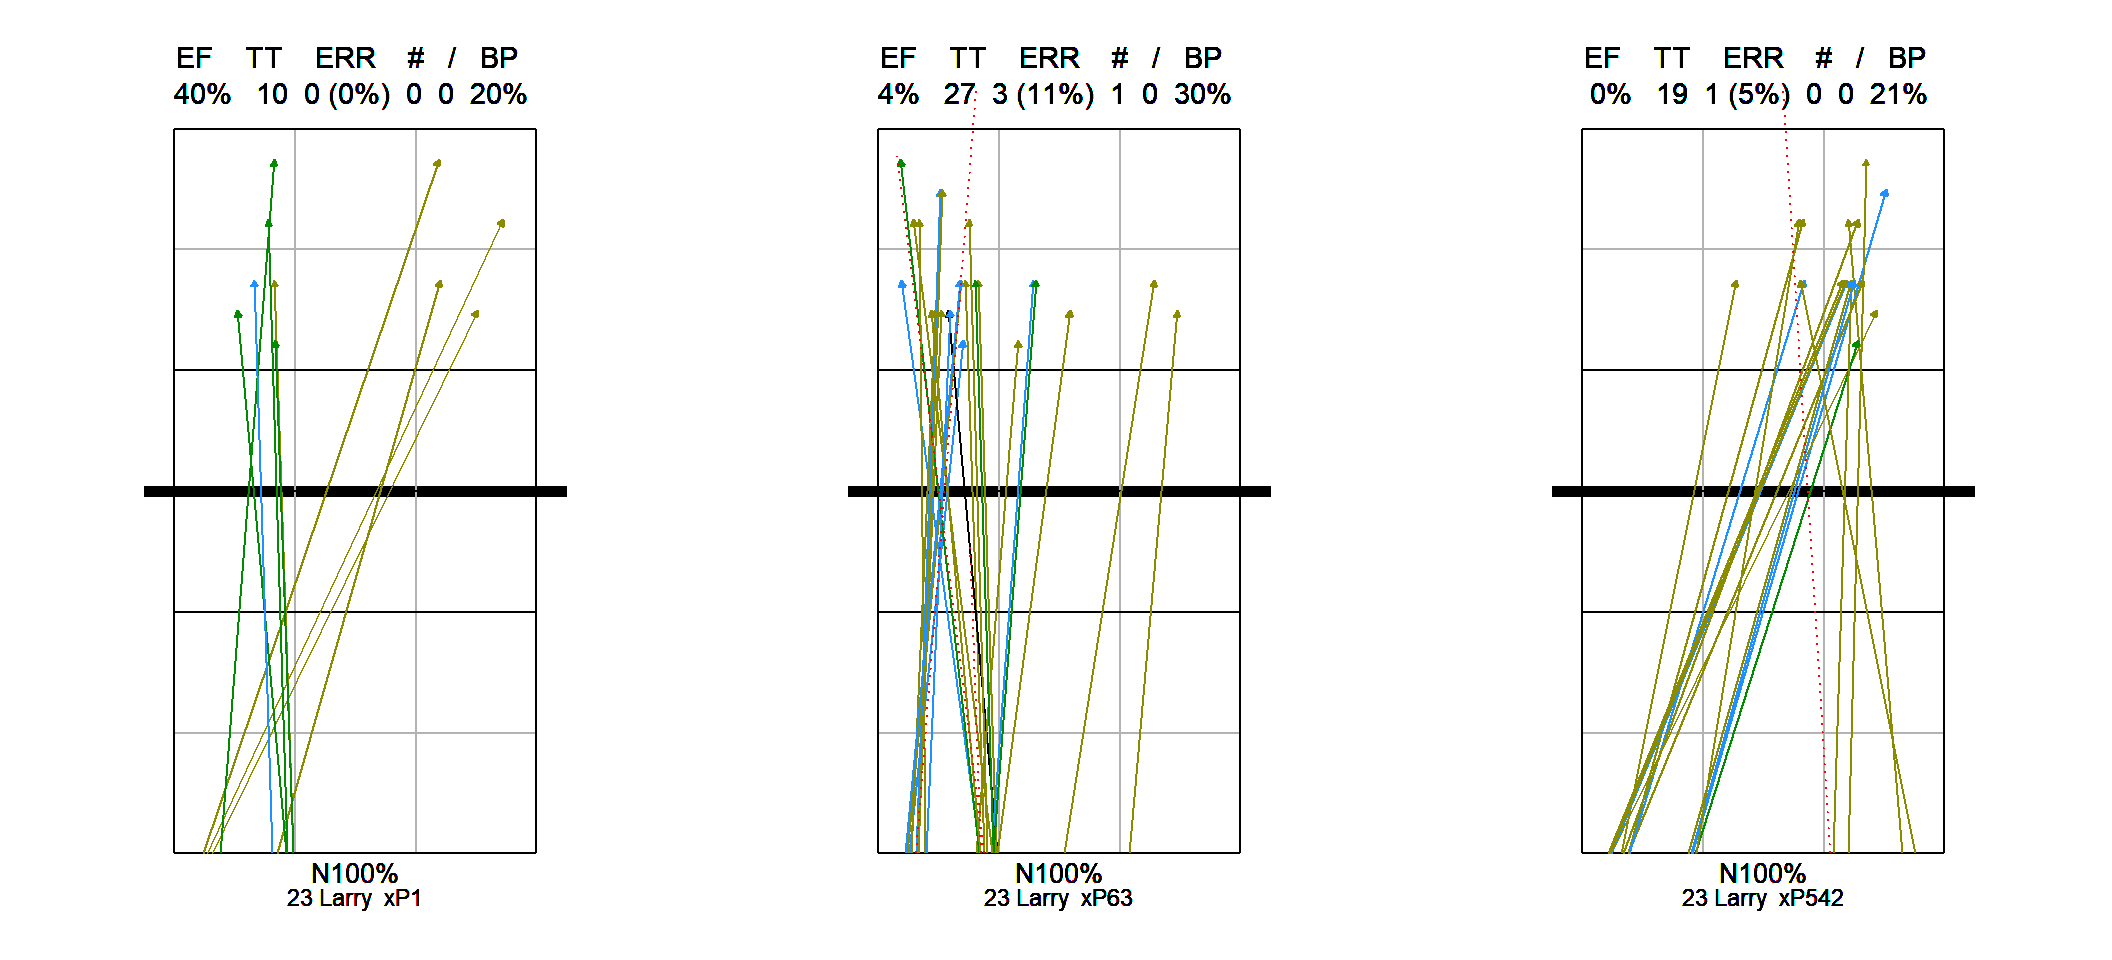 EF TT ERR # / BP
40% 10 0 (0%) 0 0 20%
N100%
23 Larry xP1
EF TT ERR # / BP
4% 27 3 (11%) 1 0 30%
N100%
23 Larry xP63
EF TT ERR # / BP
0% 19 1 (5%) 0 0 21%
N100%
23 Larry xP542